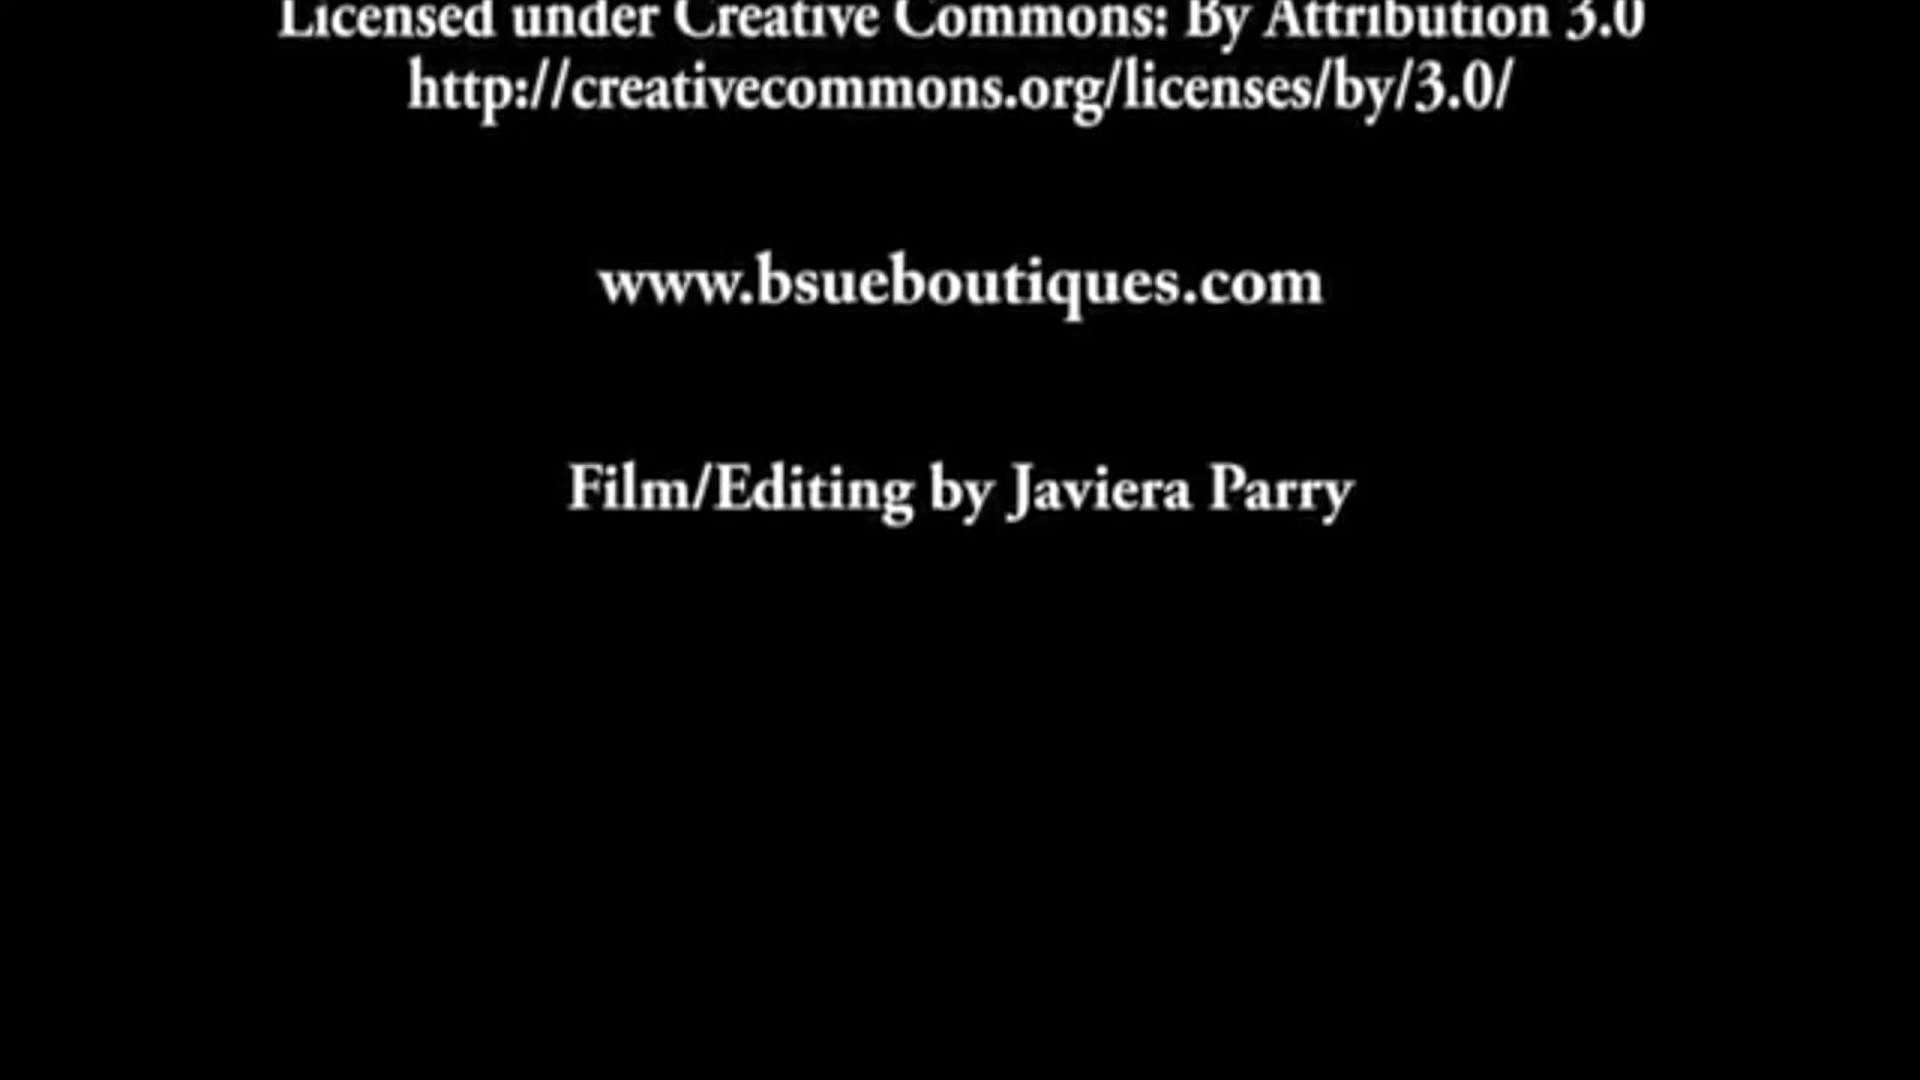 Licensed under Creative Commons: By Attribution 3.0
http://creativecommons.org/licenses/by/3.0/
www.bsueboutiques.com
Film/Editing by Javiera Parry